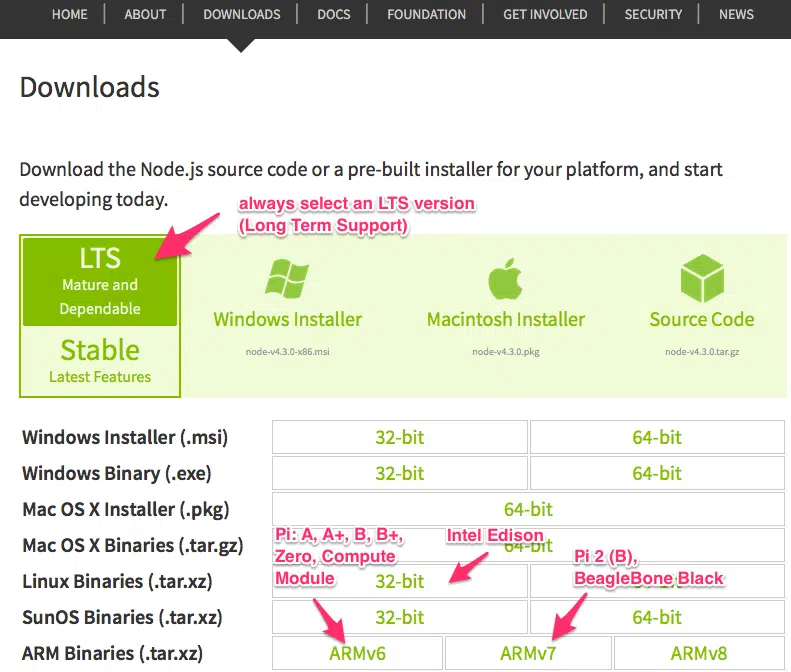 HOME ABOUT DOWNLOADS DOCS FOUNDATION GET INVOLVED SECURITY NEWS
Downloads
Download the Node.js source code or a pre-built installer for your platform, and start
developing today.
always select an LTS version
(Long Term Support)
LTS
Mature and
Dependable
Stable
Latest Features
Windows Installer
node-v4.3.0-x86.msi
Macintosh Installer
node-v4.3.0.pkg
Source Code
node-v4.3.0.tar.gz
Windows Installer (.msi) 32-bit 64-bit
Windows Binary (.exe) 32-bit 64-bit
Mac OS X Installer (.pkg) 64-bit
Mac OS X Binaries (.tar.gz) 64-bit
Pi: A, A+, B, B+,
Zero, Compute
Module
Intel Edison
Pi 2 (B),
BeagleBone Black
Linux Binaries (.tar.xz) 32-bit
SunOS Binaries (.tar.xz) 32-bit 64-bit
ARM Binaries (.tar.xz) ARMv6 ARMv7 ARMv8